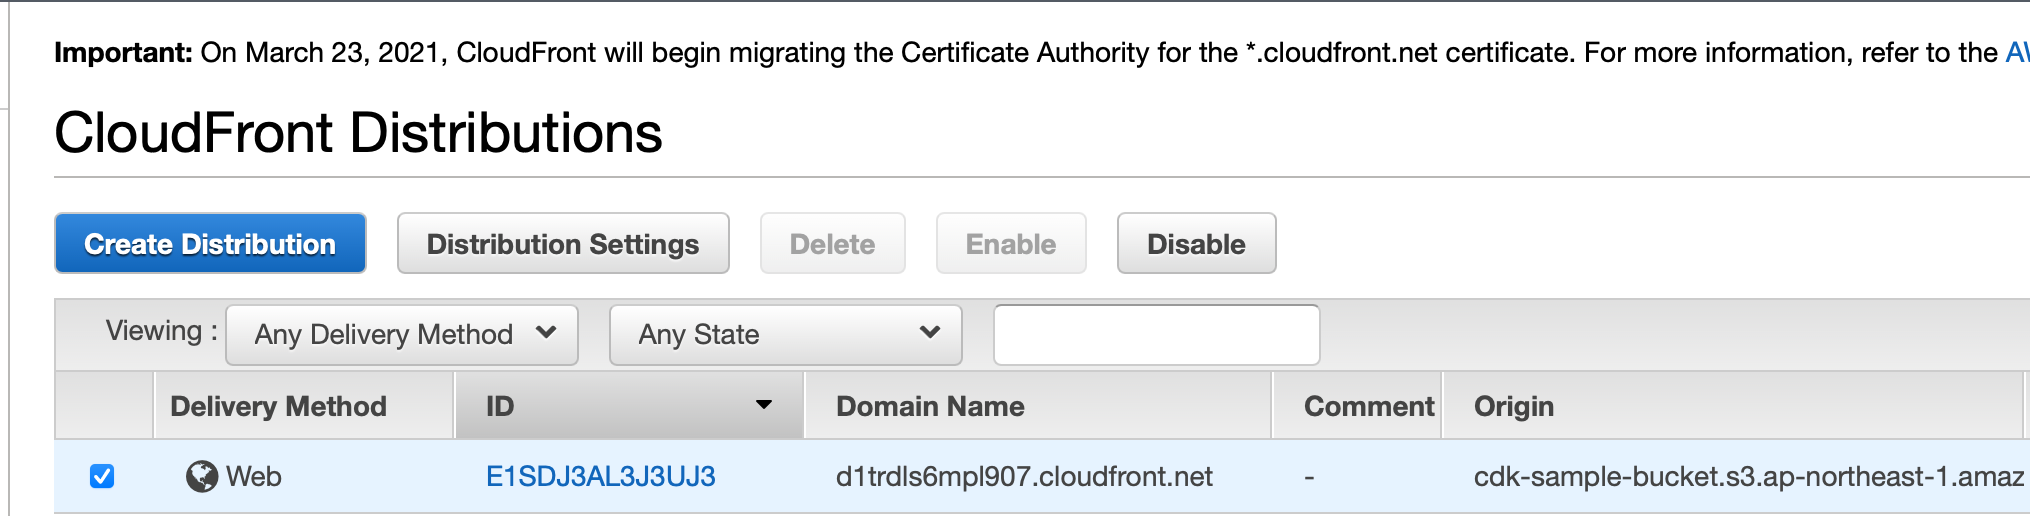 Important: On March 23, 2021, CloudFront will begin migrating the Certificate Authority for the *.cloudfront.net certificate. For more information, refer to the
CloudFront Distributions
Create Distribution Distribution Settings Delete Enable Disable
Viewing : Any Delivery Method Any State
Delivery Method ID Domain Name Comment Origin
Web E1SDJ3AL3J3UJ3 d1trdls6mpl907.cloudfront.net - cdk-sample-bucket.s3.ap-northeast-1.amaz